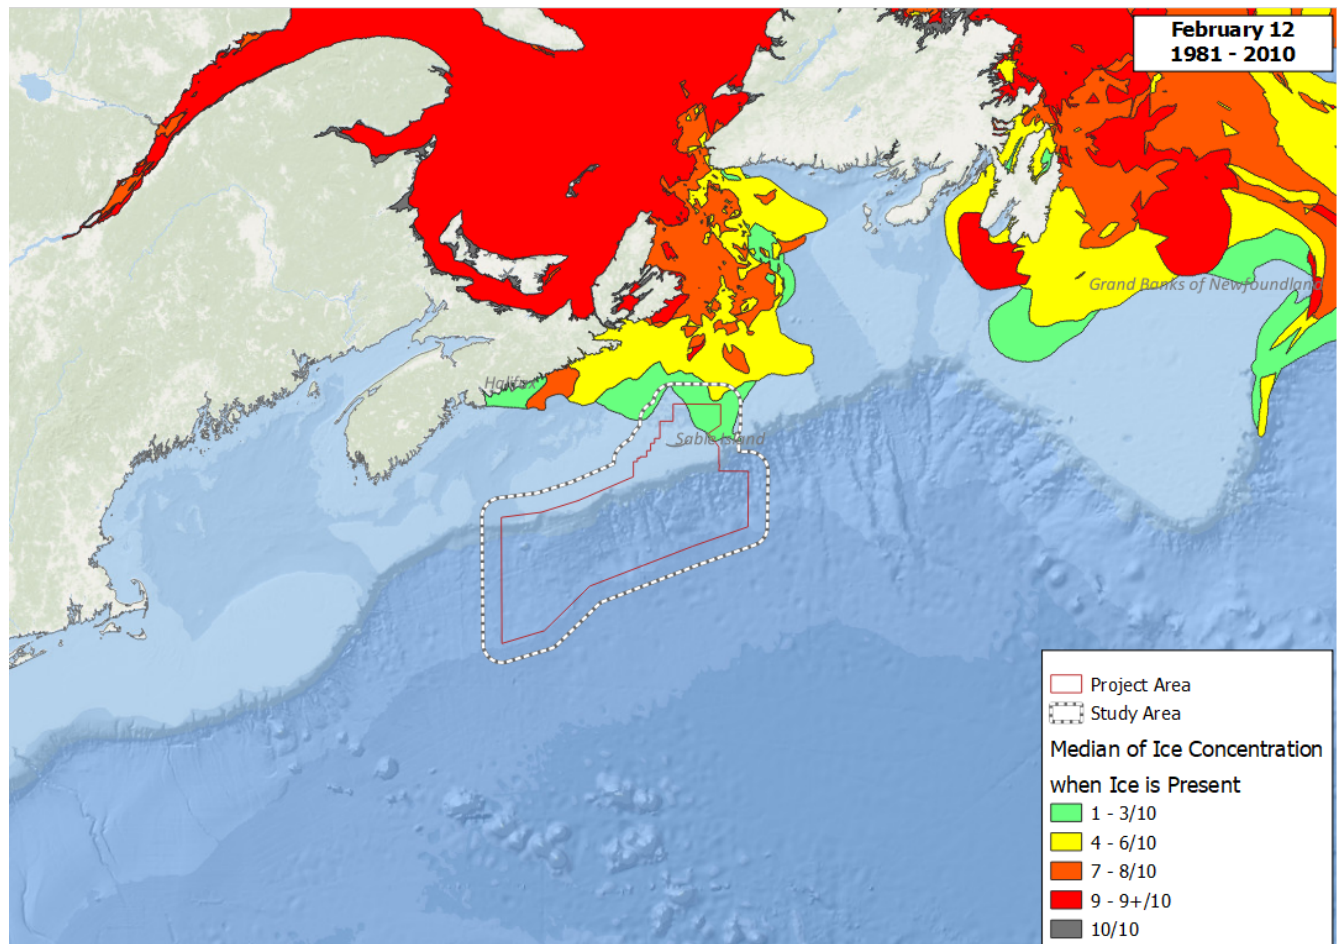 February 12
1981 - 2010
Grand Banks of Newfoundland
Halifax
Sable Island
Project Area
Study Area
Median of Ice Concentration
when Ice is Present
1 - 3/10
4 - 6/10
7 - 8/10
9 - 9+/10
10/10